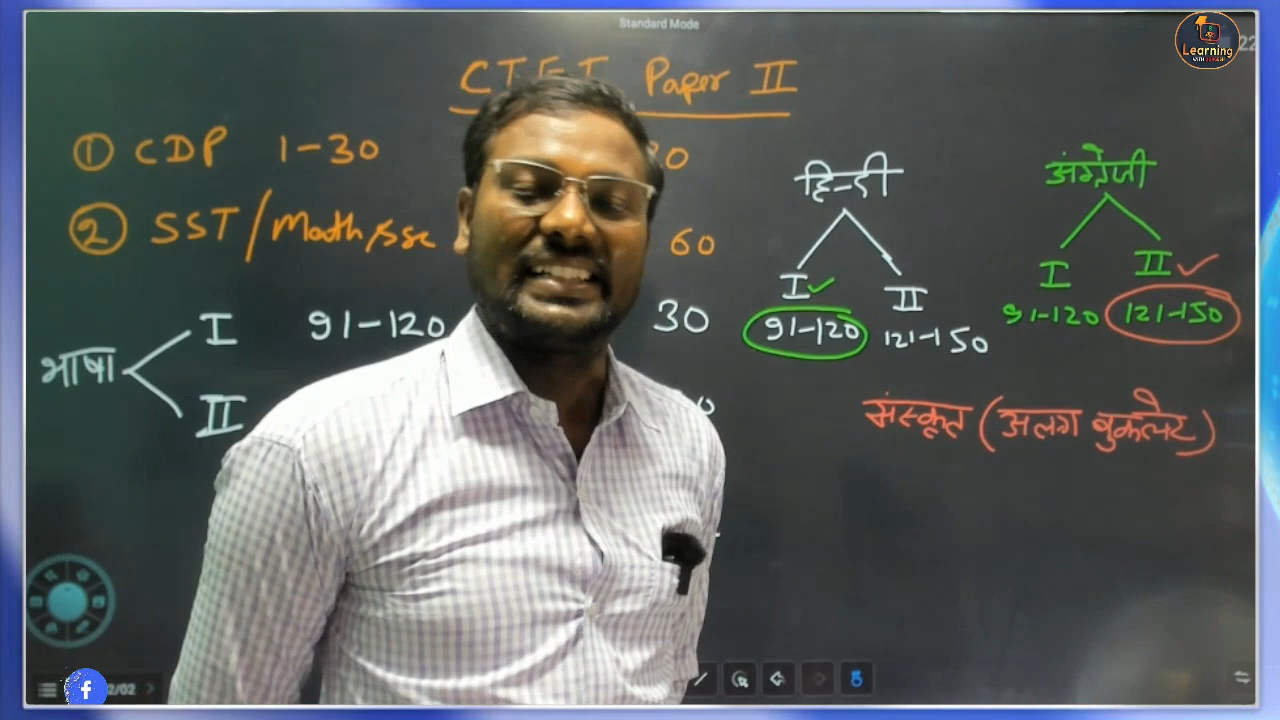 Standard Mode
Learning
CTET Paper II
① CDP 1-30 30
② SST/Math/ssc 60
भाषा
I 91-120 30
II
हिन्दी
I II
91-120 121-150
अंग्रेजी
I II
91-120 121-150
संस्कृत (अलग बुकलेट)